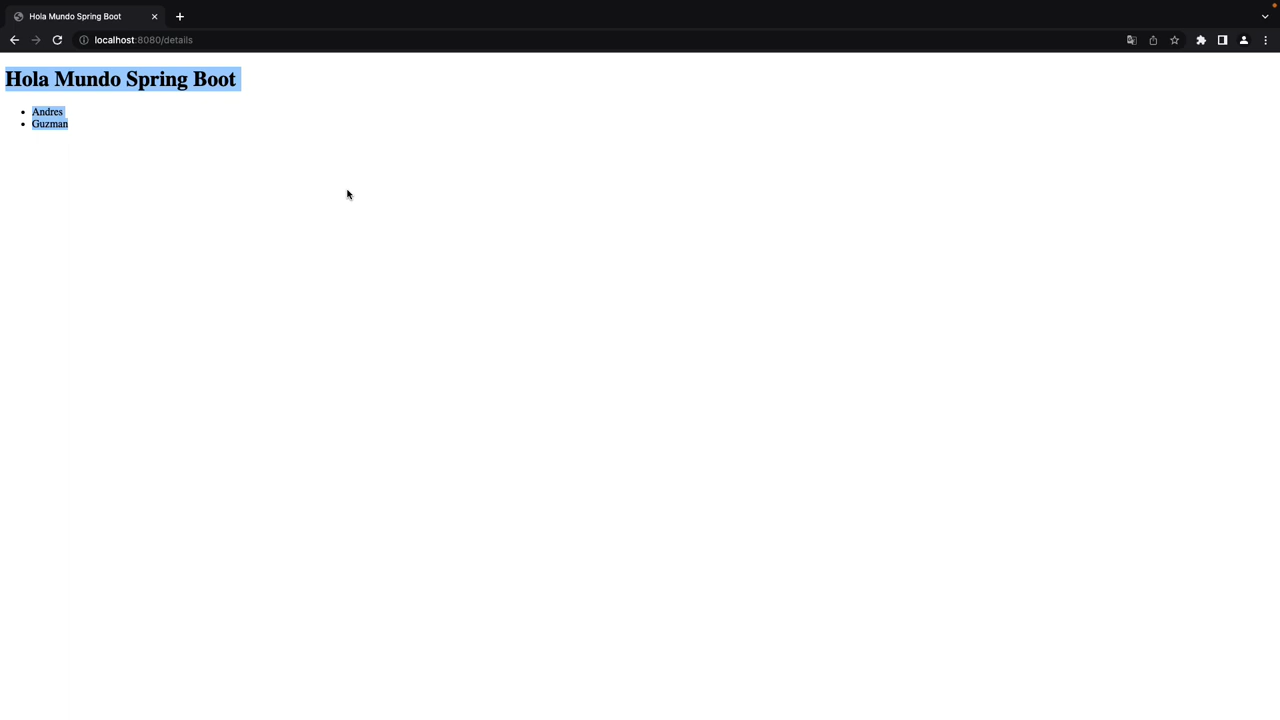 Hola Mundo Spring Boot
localhost:8080/details
Hola Mundo Spring Boot
Andres
Guzman